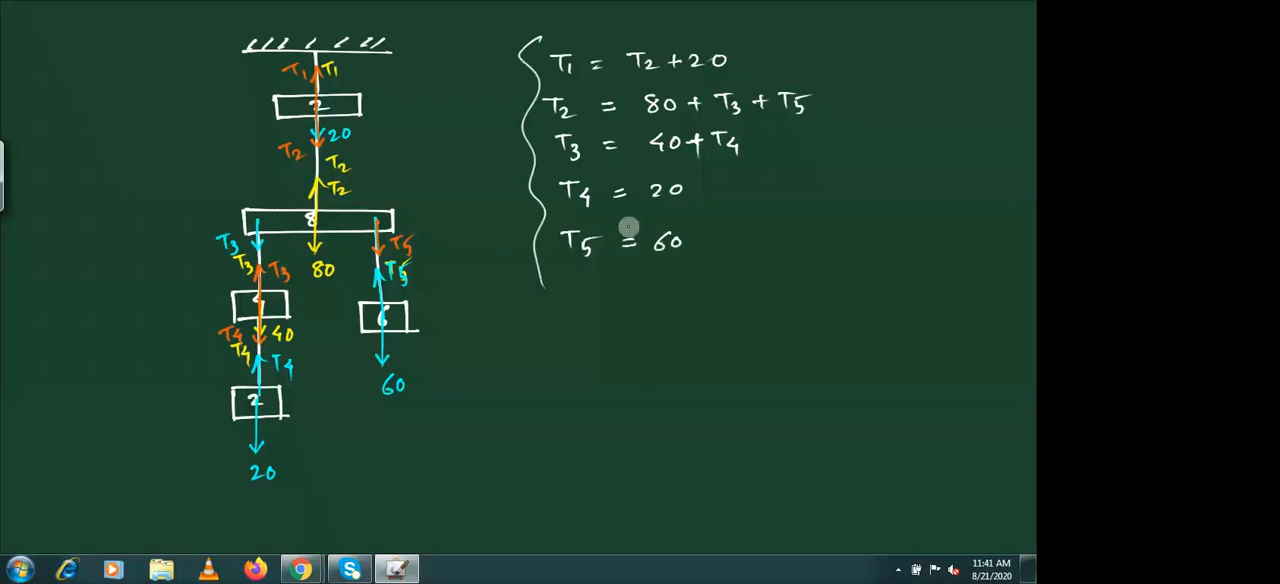 T1 T1
2
20
T2
T2
T2
8
T3 T5
T3 T3 80 T5
4 6
T4 40
T4 T4
60
2
20
T1 = T2 + 20
T2 = 80 + T3 + T5
T3 = 40 + T4
T4 = 20
T5 = 60
11:41 AM
8/21/2020